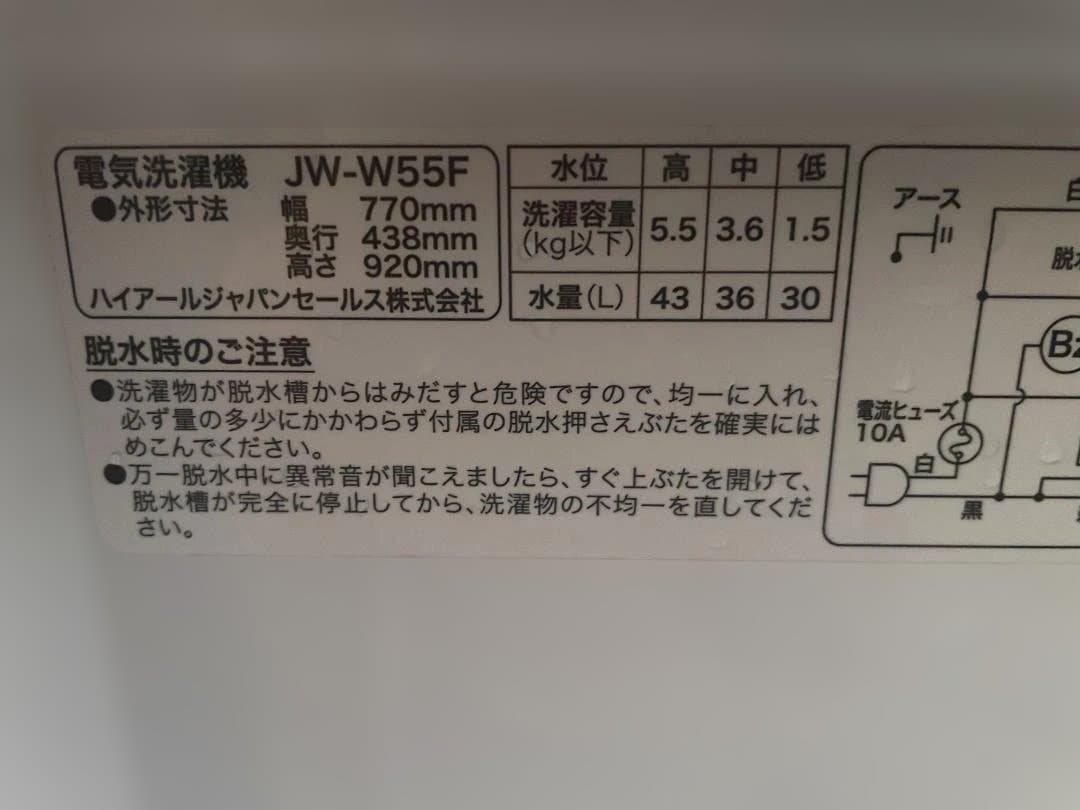 電気洗濯機 JW-W55F
●外形寸法 幅 770mm
奥行 438mm
高さ 920mm
ハイアールジャパンセールス株式会社
水位 高 中 低
洗濯容量(kg以下) 5.5 3.6 1.5
水量(L) 43 36 30
脱水時のご注意
●洗濯物が脱水槽からはみだすと危険ですので、均一に入れ、
必ず量の多少にかかわらず付属の脱水押さえぶたを確実には
めこんでください。
●万一脱水中に異常音が聞こえましたら、すぐ上ぶたを開けて、
脱水槽が完全に停止してから、洗濯物の不均一を直してくだ
さい。
アース
白
脱水
電流ヒューズ
10A
白
黒